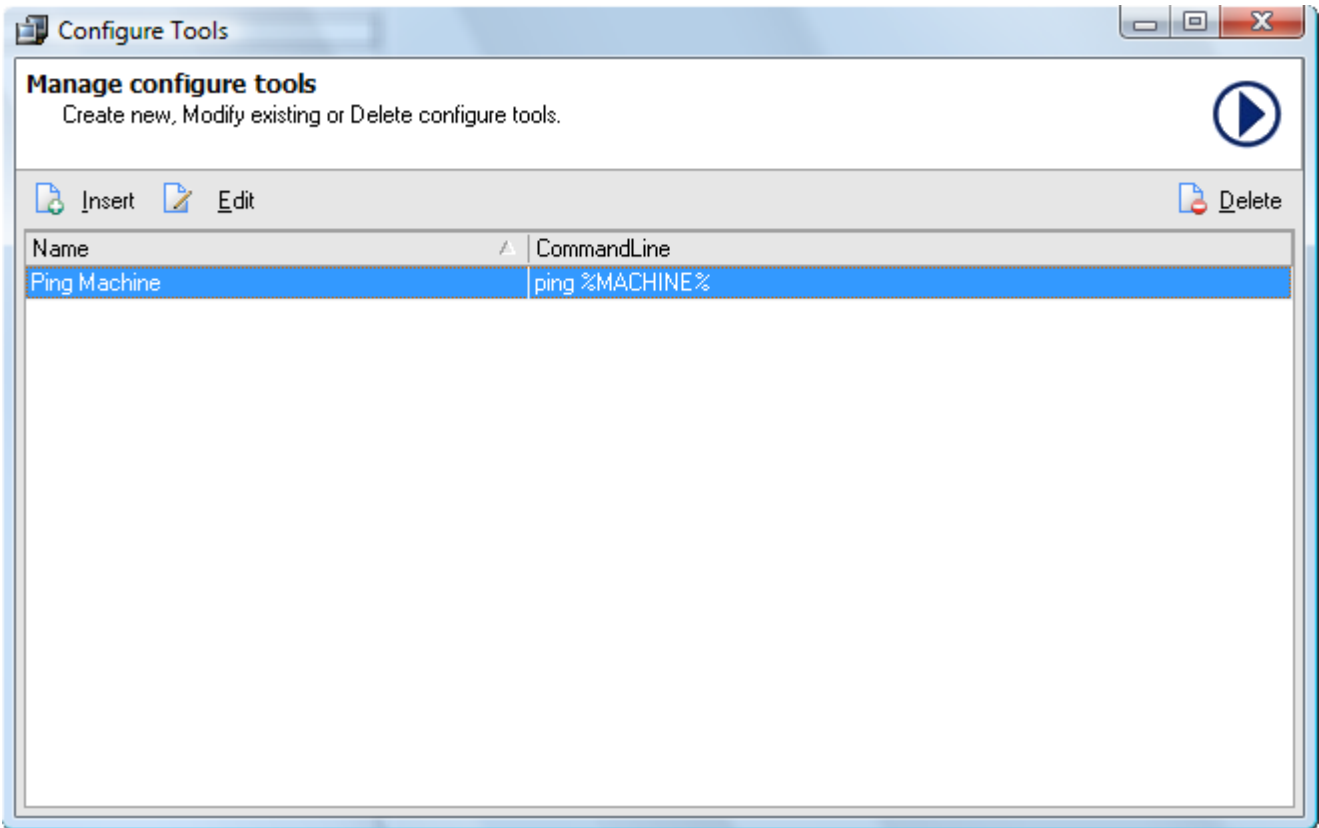 Configure Tools
Manage configure tools
Create new, Modify existing or Delete configure tools.
Insert Edit Delete
Name CommandLine
Ping Machine ping %MACHINE%